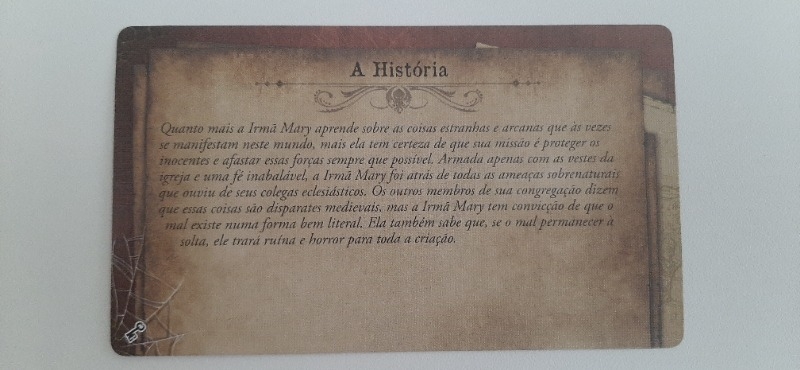 A História
Quanto mais a Irmã Mary aprende sobre as coisas estranhas e arcanas que às vezes
se manifestam neste mundo, mais ela tem certeza de que sua missão é proteger os
inocentes e afastar essas forças sempre que possível. Armada apenas com as vestes da
igreja e uma fé inabalável, a Irmã Mary foi atrás de todas as ameaças sobrenaturais
que ouviu de seus colegas eclesiásticos. Os outros membros de sua congregação dizem
que essas coisas são disparates medievais, mas a Irmã Mary tem convicção de que o
mal existe numa forma bem literal. Ela também sabe que, se o mal permanecer à
solta, ele trará ruína e horror para toda a criação.